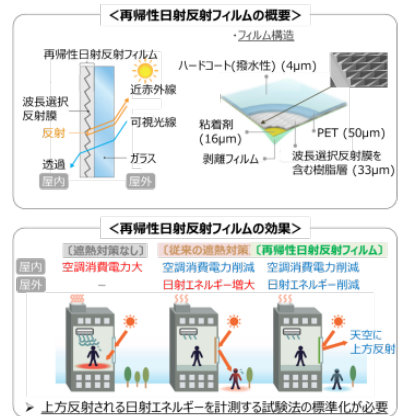 ＜再帰性日射反射フィルムの概要＞
・フィルム構造
再帰性日射反射フィルム
ハードコート(撥水性) (4μm)
近赤外線
波長選択
反射膜
可視光線
反射
粘着剤
(16μm)
PET (50μm)
透過
ガラス
剥離フィルム
波長選択反射膜を
含む樹脂層 (33μm)
屋内
屋外
＜再帰性日射反射フィルムの効果＞
〔遮熱対策なし〕
〔従来の遮熱対策〕
〔再帰性日射反射フィルム〕
屋内
空調消費電力大
空調消費電力削減
空調消費電力削減
屋外
－
日射エネルギー増大
日射エネルギー削減
天空に
上方反射
➢ 上方反射される日射エネルギーを計測する試験法の標準化が必要